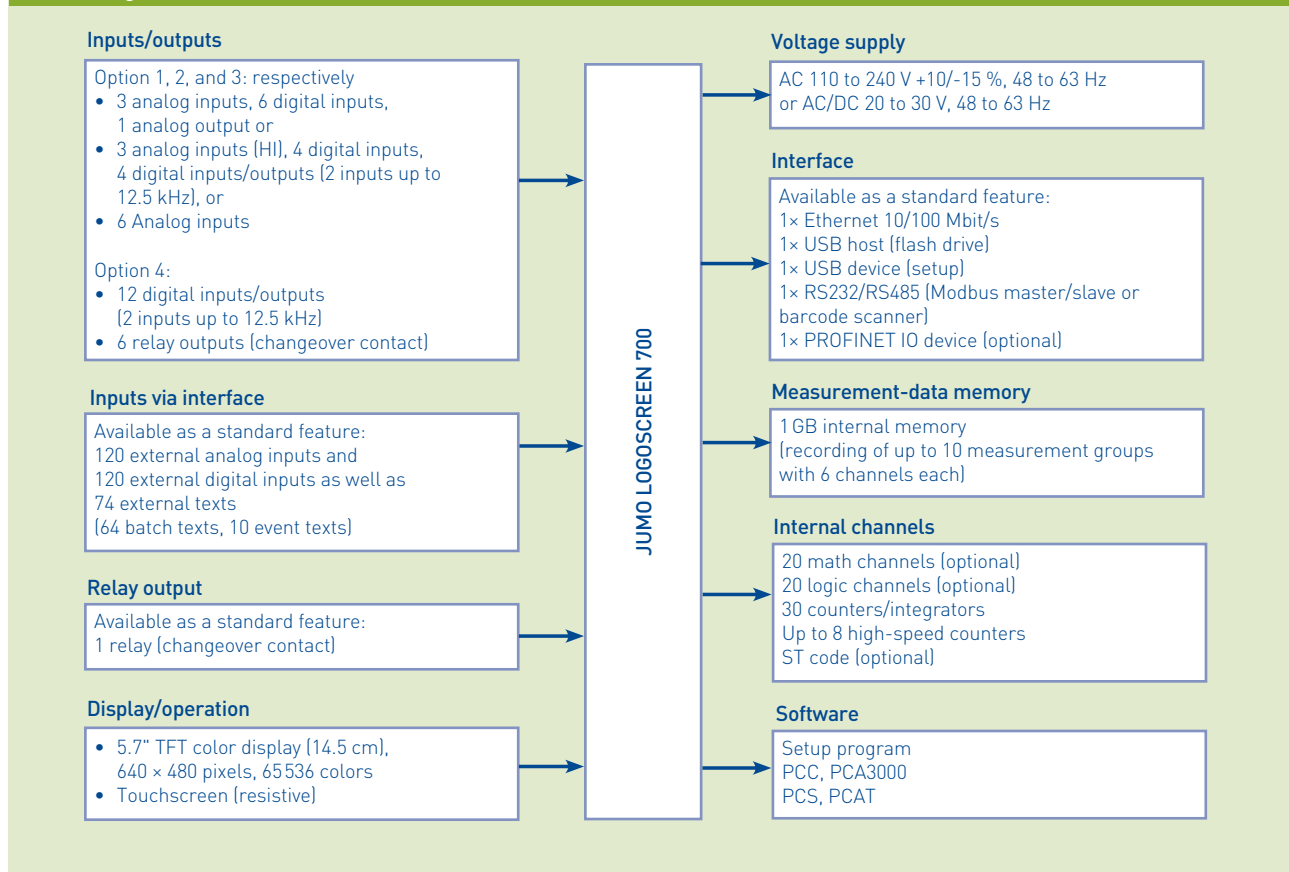 Inputs/outputs
Option 1, 2, and 3: respectively
• 3 analog inputs, 6 digital inputs,
1 analog output or
• 3 analog inputs (HI), 4 digital inputs,
4 digital inputs/outputs (2 inputs up to
12.5 kHz), or
• 6 Analog inputs
Option 4:
• 12 digital inputs/outputs
(2 inputs up to 12.5 kHz)
• 6 relay outputs (changeover contact)
Inputs via interface
Available as a standard feature:
120 external analog inputs and
120 external digital inputs as well as
74 external texts
(64 batch texts, 10 event texts)
Relay output
Available as a standard feature:
1 relay (changeover contact)
Display/operation
• 5.7" TFT color display (14.5 cm),
640 × 480 pixels, 65536 colors
• Touchscreen (resistive)
JUMO LOGOSCREEN 700
Voltage supply
AC 110 to 240 V +10/-15 %, 48 to 63 Hz
or AC/DC 20 to 30 V, 48 to 63 Hz
Interface
Available as a standard feature:
1× Ethernet 10/100 Mbit/s
1× USB host (flash drive)
1× USB device (setup)
1× RS232/RS485 (Modbus master/slave or
barcode scanner)
1× PROFINET IO device (optional)
Measurement-data memory
1 GB internal memory
(recording of up to 10 measurement groups
with 6 channels each)
Internal channels
20 math channels (optional)
20 logic channels (optional)
30 counters/integrators
Up to 8 high-speed counters
ST code (optional)
Software
Setup program
PCC, PCA3000
PCS, PCAT